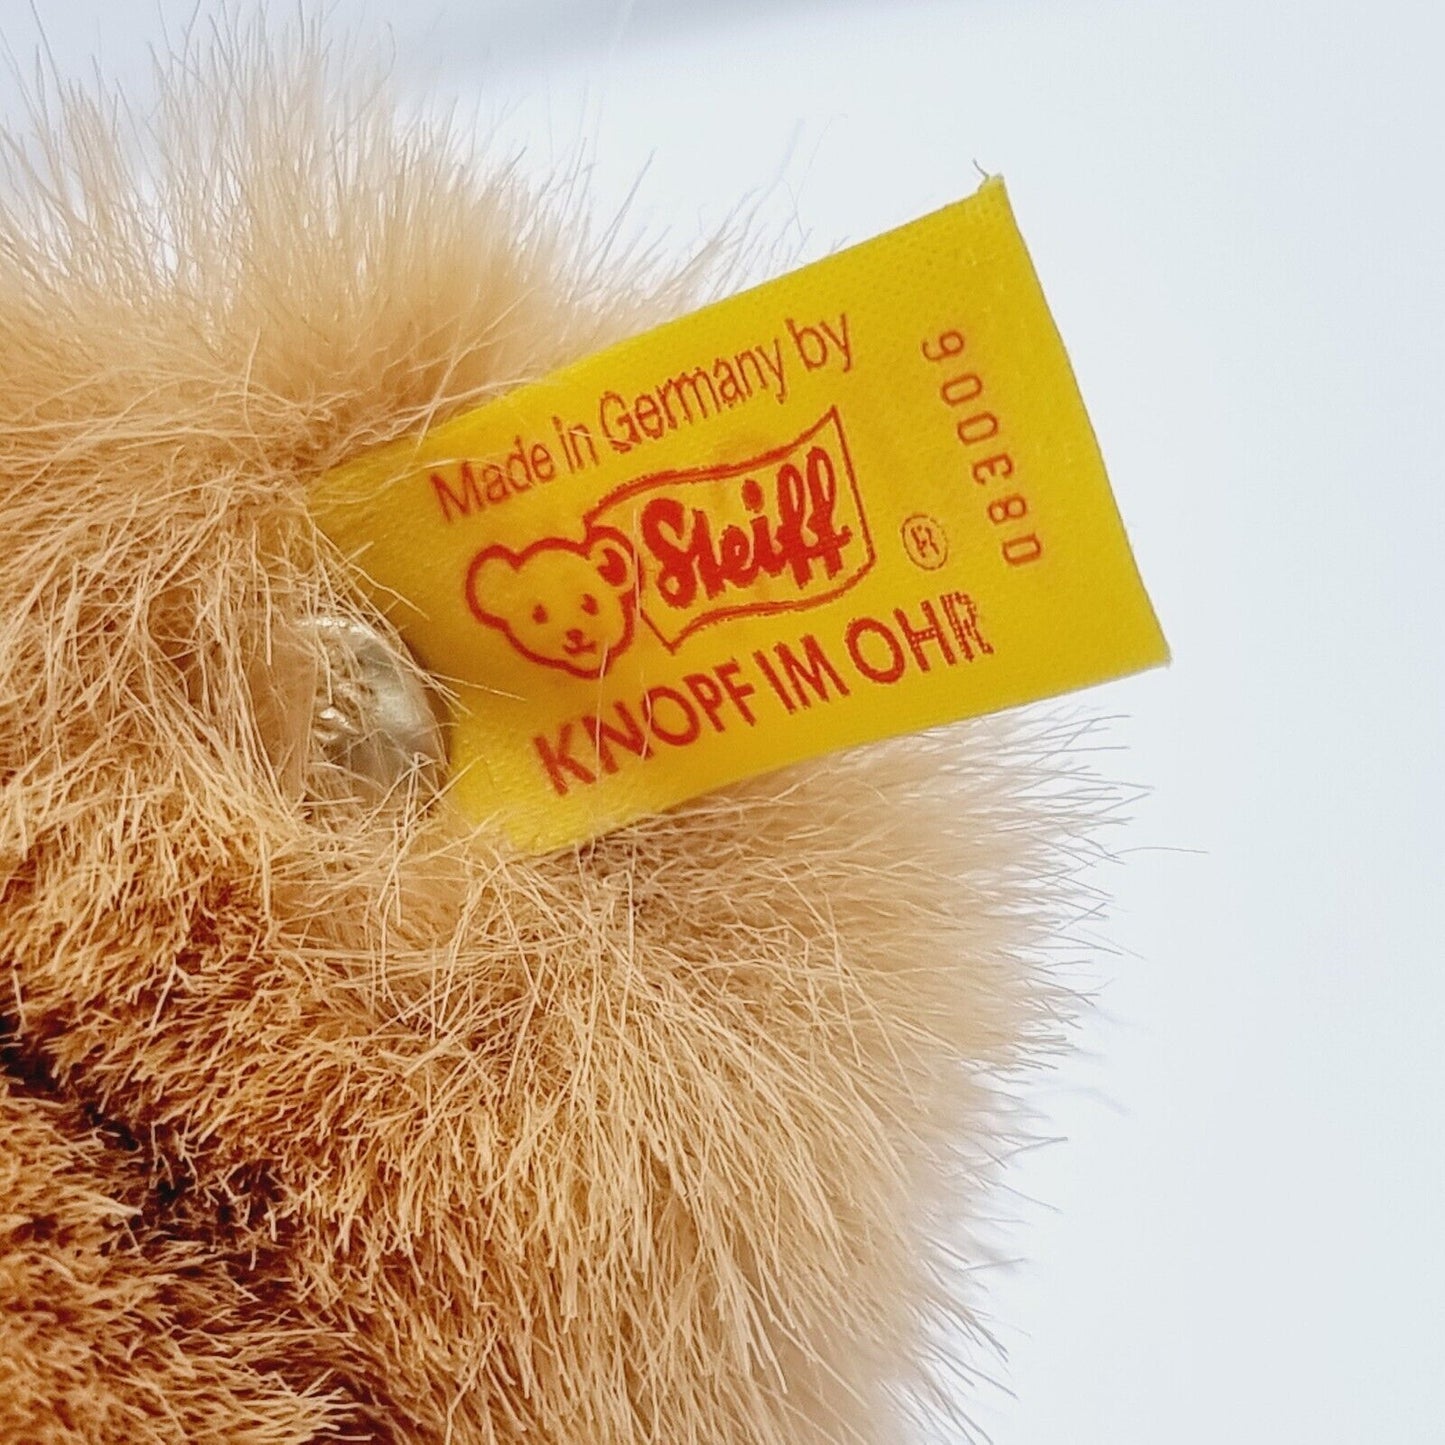 Made in Germany by
Steiff
®
KNOPF IM OHR
083006